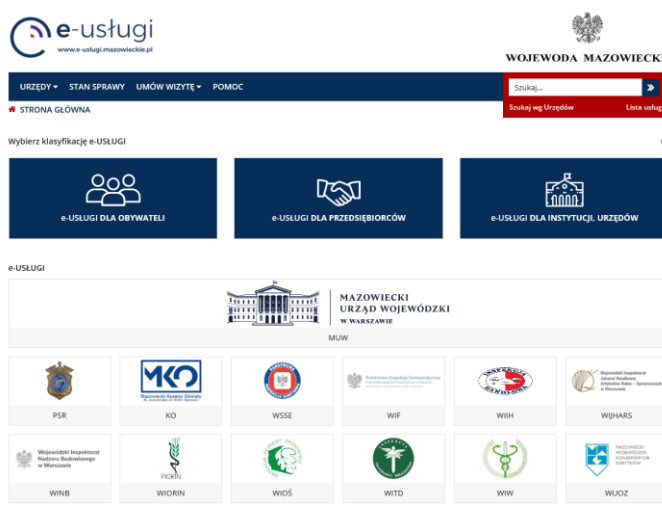 e-usługi
www.e-uslugi.mazowieckie.pl
WOJEWODA MAZOWIECKI
URZĘDY STAN SPRAWY UMÓW WIZYTĘ POMOC
Szukaj...
Szukaj wg Urzędów Lista usług
STRONA GŁÓWNA
Wybierz klasyfikację e-USŁUGI
e-USŁUGI DLA OBYWATELI
e-USŁUGI DLA PRZEDSIĘBIORCÓW
e-USŁUGI DLA INSTYTUCJI, URZĘDÓW
e-USŁUGI
MAZOWIECKI
URZĄD WOJEWÓDZKI
W WARSZAWIE
MUW
MKO
Mazowiecki Kurator Oświaty
PSR
KO
WSSE
WIF
WIIH
WIJHARS
Wojewódzki Inspektorat
Nadzoru Budowlanego
w Warszawie
PIORIN
MAZOWIECKI
WOJEWÓDZKI
KONSERWATOR
ZABYTKÓW
WINB
WIORIN
WIOŚ
WITD
WIW
WUOZ